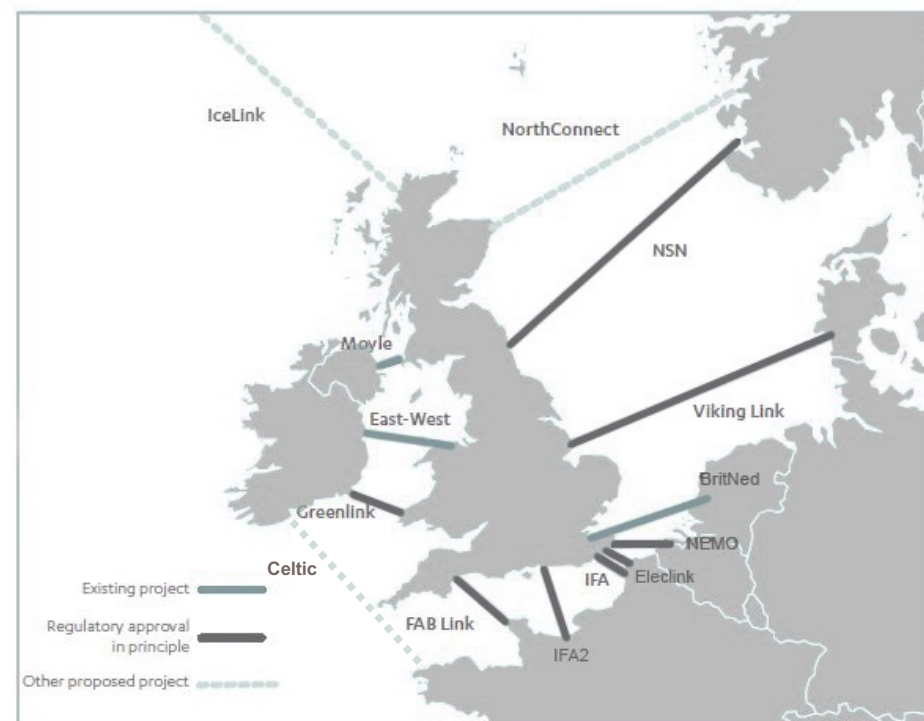 IceLink
NorthConnect
NSN
Moyle
East-West
Viking Link
BritNed
Greenlink
NEMO
Celtic
IFA
Eleclink
Existing project
FAB Link
Regulatory approval
in principle
IFA2
Other proposed project